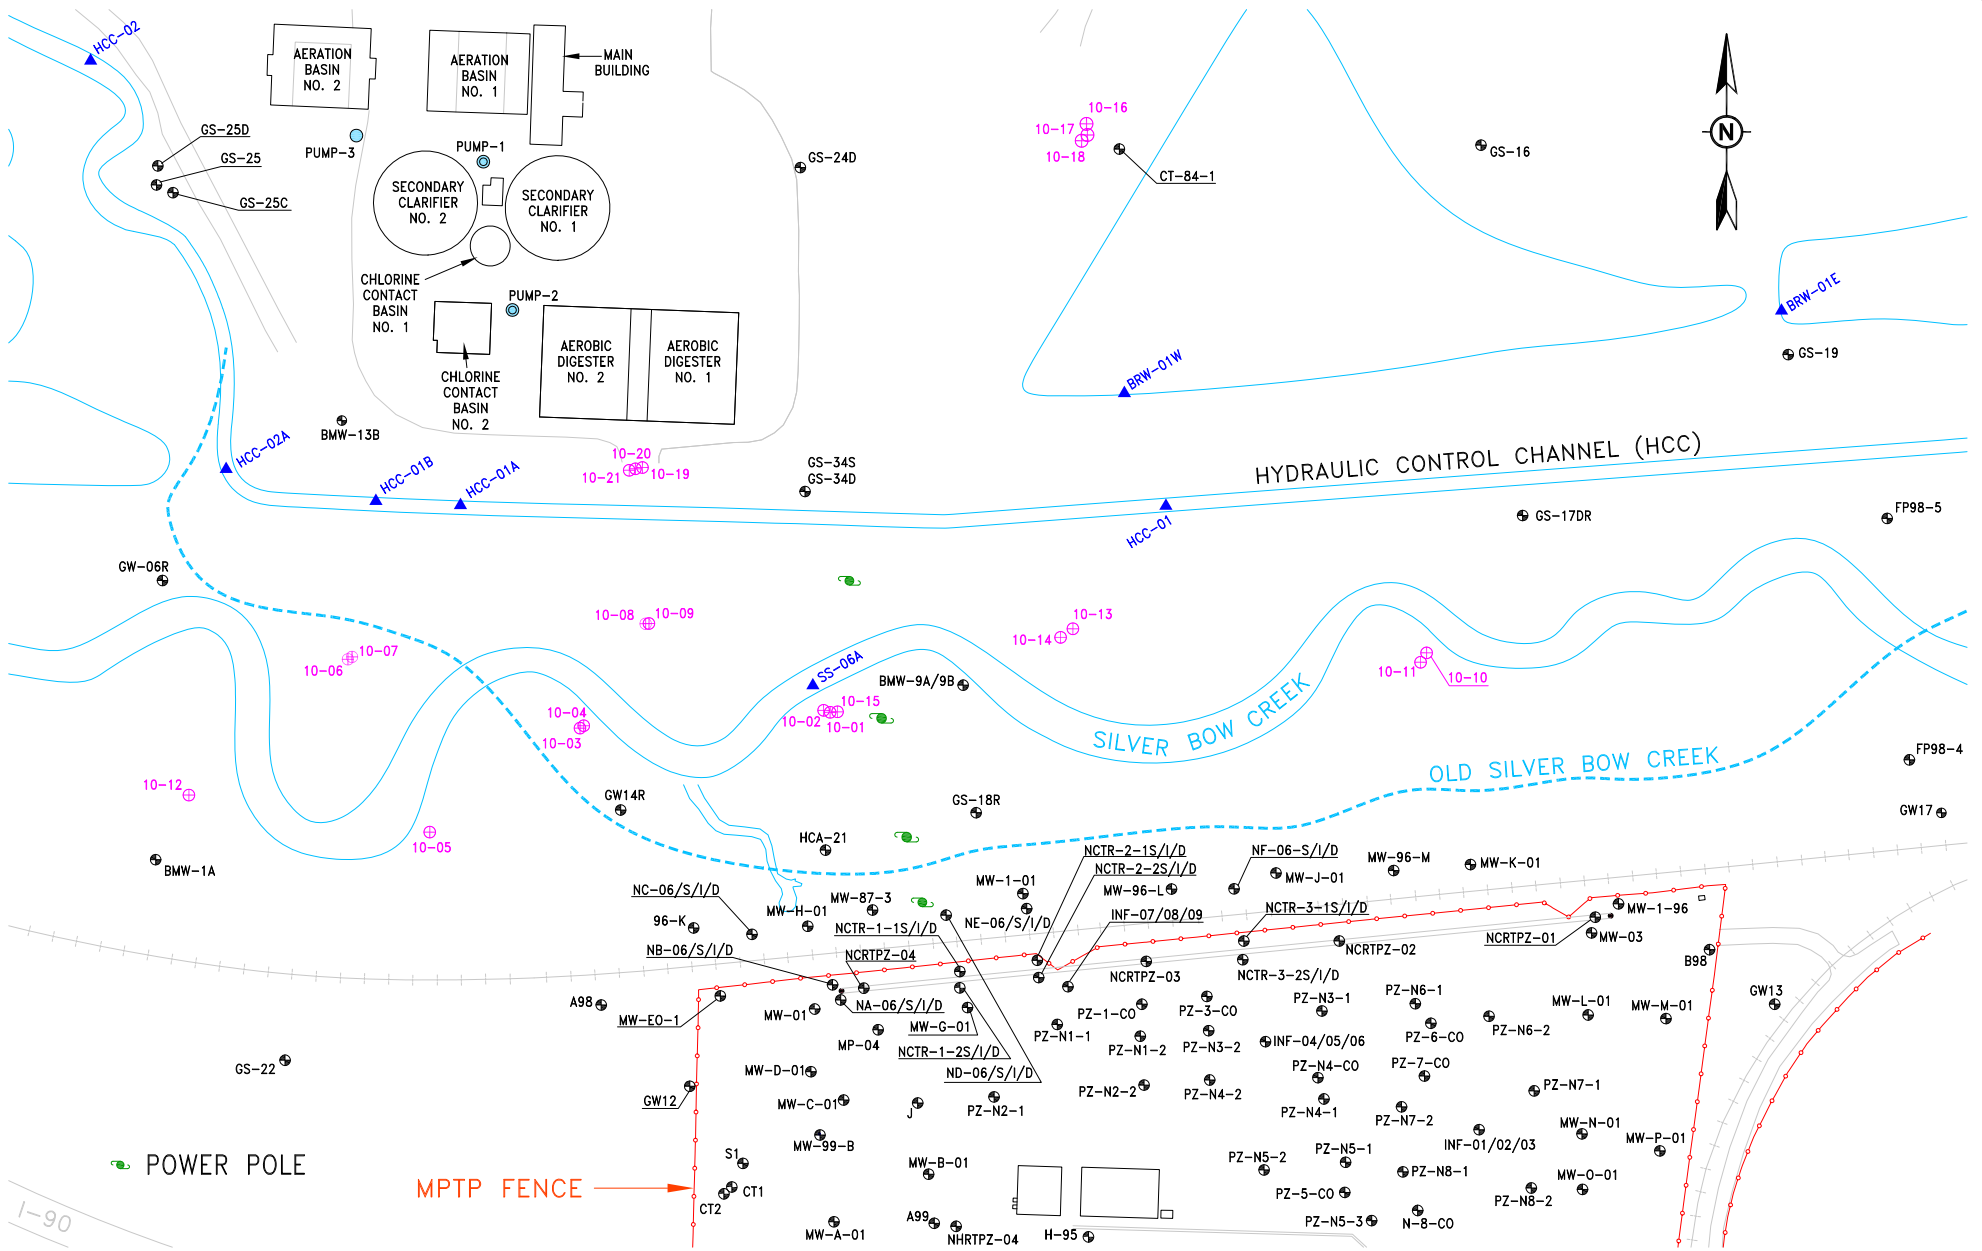 HCC-02
AERATION
BASIN
NO. 2
AERATION
BASIN
NO. 1
MAIN
BUILDING
10-16
10-17
10-18
N
GS-25D
GS-25
GS-25C
PUMP-3
PUMP-1
GS-24D
GS-16
CT-84-1
SECONDARY
CLARIFIER
NO. 2
SECONDARY
CLARIFIER
NO. 1
CHLORINE
CONTACT
BASIN
NO. 1
PUMP-2
BRW-01E
AEROBIC
DIGESTER
NO. 2
AEROBIC
DIGESTER
NO. 1
GS-19
BRW-01W
CHLORINE
CONTACT
BASIN
NO. 2
BMW-13B
HCC-02A
HCC-01B
HCC-01A
10-20
10-21
10-19
GS-34S
GS-34D
HYDRAULIC CONTROL CHANNEL (HCC)
HCC-01
GS-17DR
FP98-5
GW-06R
10-08
10-09
10-13
10-14
10-07
10-06
SS-06A
BMW-9A/9B
10-11
10-10
10-04
10-03
10-02
10-15
10-01
SILVER BOW CREEK
OLD SILVER BOW CREEK
FP98-4
10-12
GW14R
GS-18R
GW17
10-05
HCA-21
BMW-1A
NCTR-2-1S/I/D
NF-06-S/I/D
MW-96-M
MW-K-01
NCTR-2-2S/I/D
MW-J-01
NC-06/S/I/D
MW-87-3
MW-1-01
MW-96-L
96-K
MW-H-01
NE-06/S/I/D
INF-07/08/09
NCTR-3-1S/I/D
MW-1-96
NCTR-1-1S/I/D
NB-06/S/I/D
NCRTPZ-04
NCRTPZ-02
NCRTPZ-01
MW-03
NCRTPZ-03
NCTR-3-2S/I/D
B98
A98
MW-EO-1
MW-01
NA-06/S/I/D
MW-G-01
PZ-1-CO
PZ-3-CO
PZ-N3-1
PZ-N6-1
MW-L-01
MW-M-01
GW13
MP-04
NCTR-1-2S/I/D
PZ-N1-1
PZ-N1-2
PZ-N3-2
INF-04/05/06
PZ-6-CO
PZ-N6-2
GS-22
MW-D-01
ND-06/S/I/D
PZ-N4-CO
PZ-7-CO
GW12
MW-C-01
J
PZ-N2-1
PZ-N2-2
PZ-N4-2
PZ-N4-1
PZ-N7-2
PZ-N7-1
MW-99-B
INF-01/02/03
MW-N-01
MW-P-01
POWER POLE
S1
MW-B-01
PZ-N5-2
PZ-N5-1
PZ-N8-1
MW-O-01
MPTP FENCE
CT1
CT2
PZ-5-CO
PZ-N8-2
I-90
MW-A-01
A99
NHRTPZ-04
H-95
PZ-N5-3
N-8-CO